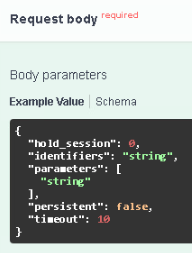 Request body required
Body parameters
Example Value | Schema
{
  "hold_session": 0,
  "identifiers": "string",
  "parameters": [
    "string"
  ],
  "persistent": false,
  "timeout": 10
}